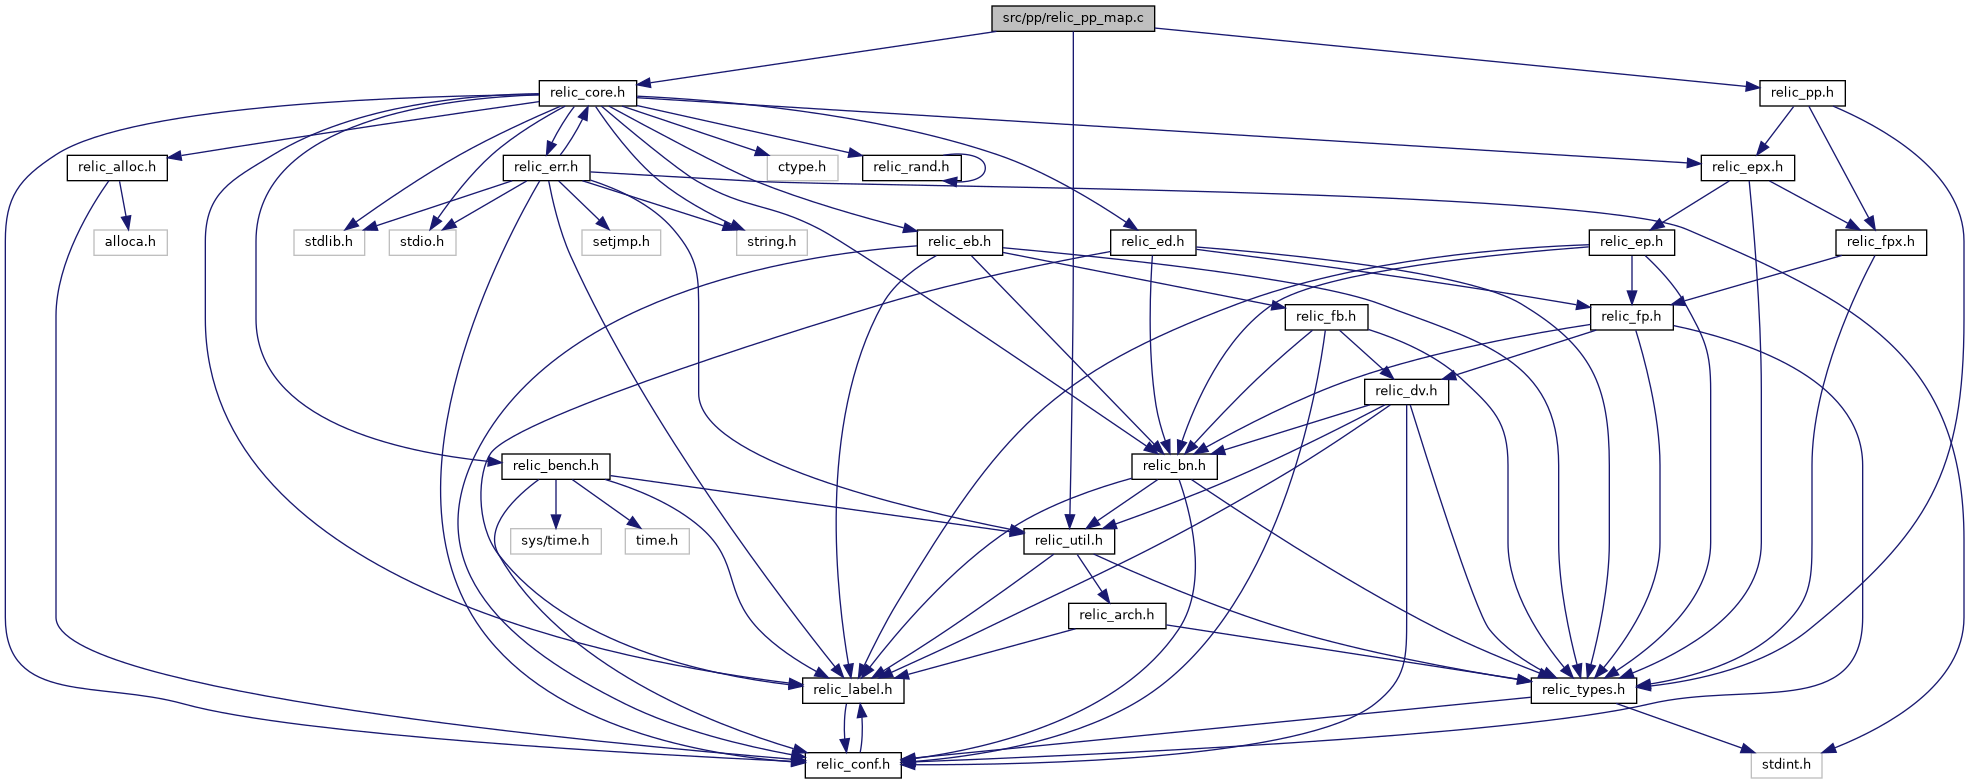 src/pp/relic_pp_map.c
relic_core.h
relic_pp.h
relic_alloc.h
relic_err.h
ctype.h
relic_rand.h
relic_epx.h
alloca.h
stdlib.h
stdio.h
setjmp.h
string.h
relic_eb.h
relic_ed.h
relic_ep.h
relic_fpx.h
relic_fb.h
relic_fp.h
relic_dv.h
relic_bench.h
relic_bn.h
sys/time.h
time.h
relic_util.h
relic_arch.h
relic_label.h
relic_types.h
relic_conf.h
stdint.h